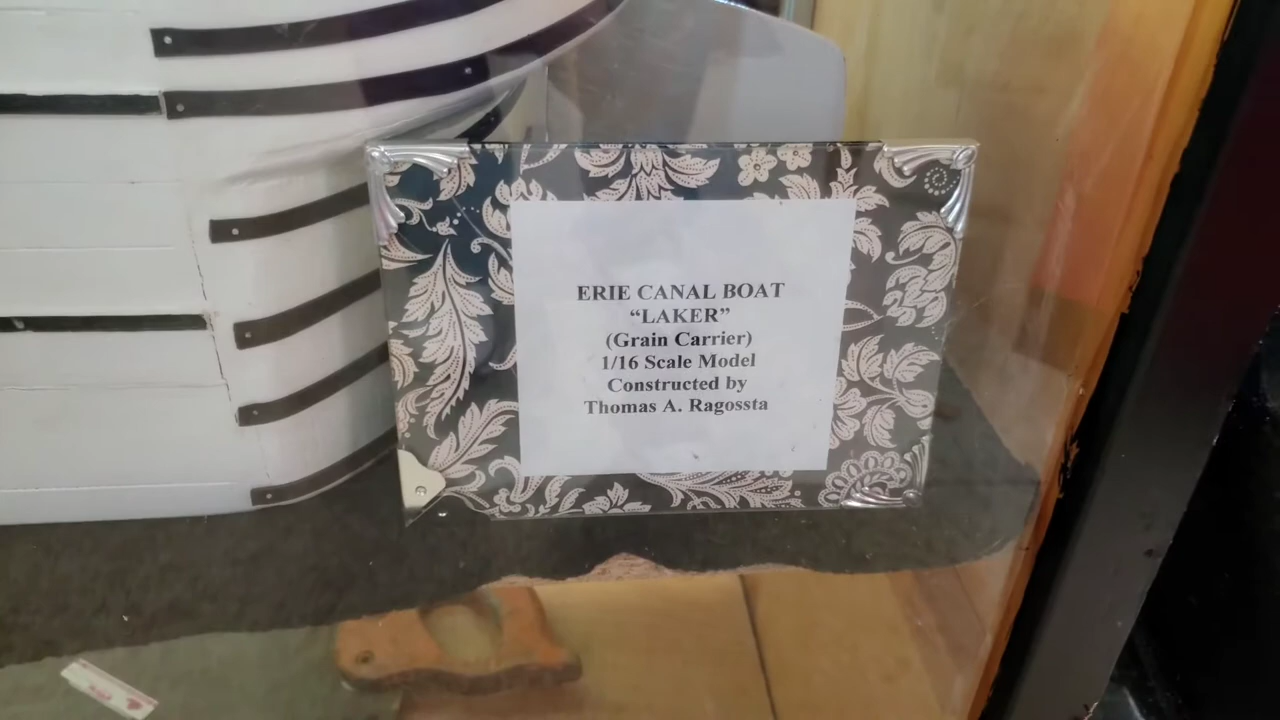 ERIE CANAL BOAT
“LAKER”
(Grain Carrier)
1/16 Scale Model
Constructed by
Thomas A. Ragossta